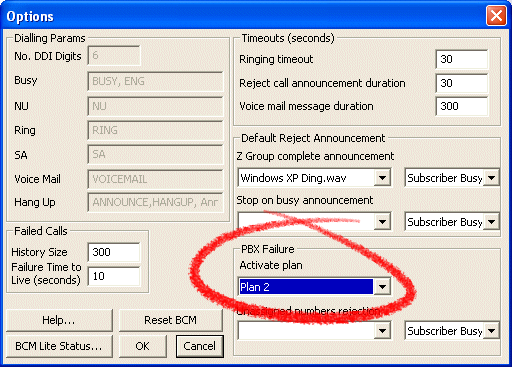 Options
Dialling Params
No. DDI Digits 6
Busy BUSY, ENG
NU NU
Ring RING
SA SA
Voice Mail VOICEMAIL
Hang Up ANNOUNCE,HANGUP, Anr
Failed Calls
History Size 300
Failure Time to
Live (seconds) 10
Help... Reset BCM
BCM Lite Status... OK Cancel
Timeouts (seconds)
Ringing timeout 30
Reject call announcement duration 30
Voice mail message duration 300
Default Reject Announcement
Z Group complete announcement
Windows XP Ding.wav Subscriber Busy
Stop on busy announcement
Subscriber Busy
PBX Failure
Activate plan
Plan 2
Unassigned numbers rejection
Subscriber Busy